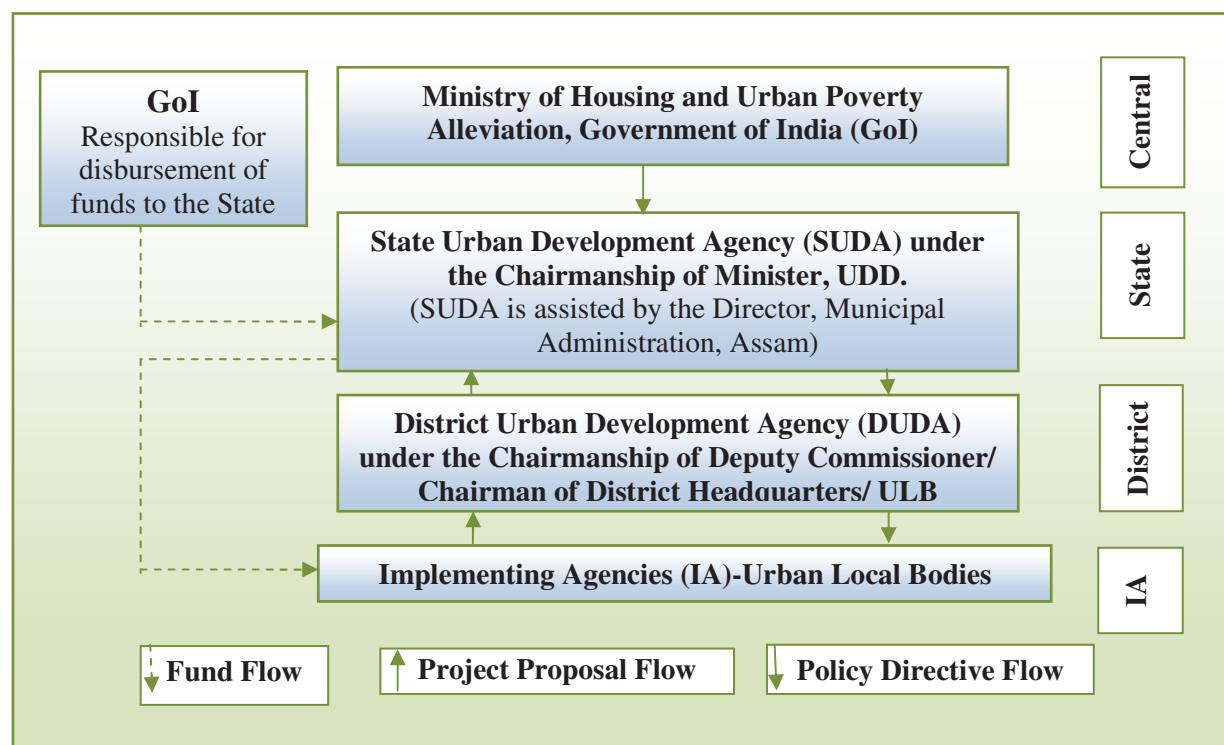 GoI
Responsible for
disbursement of
funds to the State
Ministry of Housing and Urban Poverty
Alleviation, Government of India (GoI)
Central
State Urban Development Agency (SUDA) under
the Chairmanship of Minister, UDD.
(SUDA is assisted by the Director, Municipal
Administration, Assam)
State
District Urban Development Agency (DUDA)
under the Chairmanship of Deputy Commissioner/
Chairman of District Headquarters/ ULB
District
Implementing Agencies (IA)-Urban Local Bodies
IA
Fund Flow
Project Proposal Flow
Policy Directive Flow